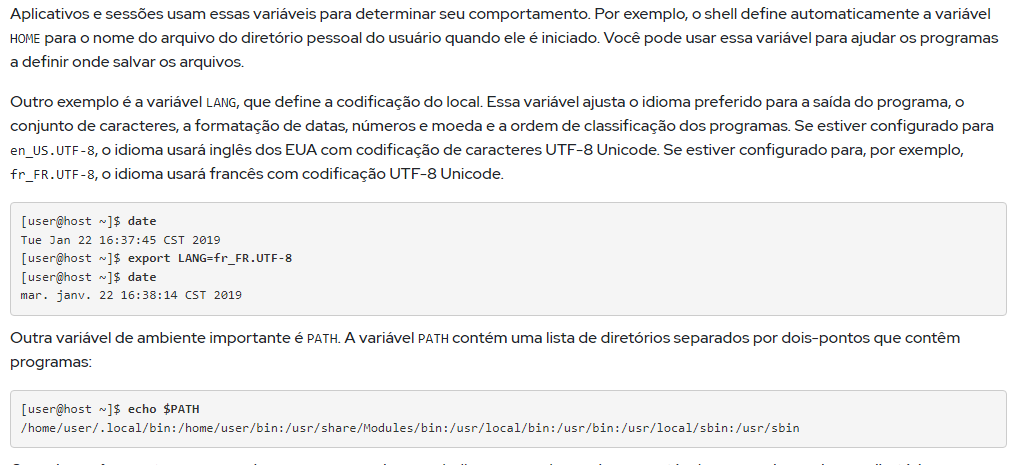 Aplicativos e sessões usam essas variáveis para determinar seu comportamento. Por exemplo, o shell define automaticamente a variável
HOME para o nome do arquivo do diretório pessoal do usuário quando ele é iniciado. Você pode usar essa variável para ajudar os programas
a definir onde salvar os arquivos.
Outro exemplo é a variável LANG, que define a codificação do local. Essa variável ajusta o idioma preferido para a saída do programa, o
conjunto de caracteres, a formatação de datas, números e moeda e a ordem de classificação dos programas. Se estiver configurado para
en_US.UTF-8, o idioma usará inglês dos EUA com codificação de caracteres UTF-8 Unicode. Se estiver configurado para, por exemplo,
fr_FR.UTF-8, o idioma usará francês com codificação UTF-8 Unicode.
[user@host ~]$ date
Tue Jan 22 16:37:45 CST 2019
[user@host ~]$ export LANG=fr_FR.UTF-8
[user@host ~]$ date
mar. janv. 22 16:38:14 CST 2019
Outra variável de ambiente importante é PATH. A variável PATH contém uma lista de diretórios separados por dois-pontos que contêm
programas:
[user@host ~]$ echo $PATH
/home/user/.local/bin:/home/user/bin:/usr/share/Modules/bin:/usr/local/bin:/usr/bin:/usr/local/sbin:/usr/sbin